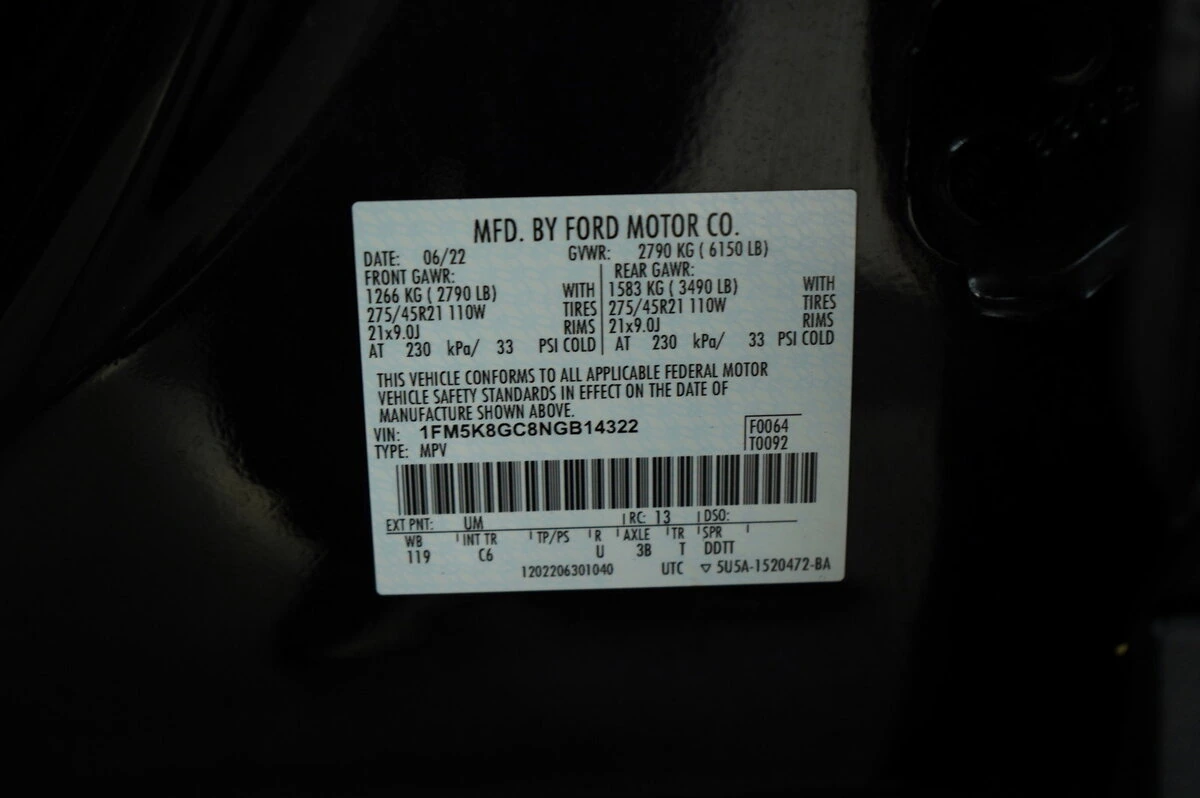 MFD. BY FORD MOTOR CO.
DATE: 06/22 GVWR: 2790 KG ( 6150 LB)
FRONT GAWR: REAR GAWR:
1266 KG ( 2790 LB) WITH 1583 KG ( 3490 LB) WITH
275/45R21 110W TIRES 275/45R21 110W TIRES
21x9.0J RIMS 21x9.0J RIMS
AT 230 kPa/ 33 PSI COLD AT 230 kPa/ 33 PSI COLD
THIS VEHICLE CONFORMS TO ALL APPLICABLE FEDERAL MOTOR
VEHICLE SAFETY STANDARDS IN EFFECT ON THE DATE OF
MANUFACTURE SHOWN ABOVE.
VIN: 1FM5K8GC8NGB14322 F0064
TYPE: MPV T0092
EXT PNT: UM RC: 13 DSO:
WB INT TR TP/PS R AXLE TR SPR
119 C6 U 3B T DDTT
1202206301040 UTC ▽ 5U5A-1520472-BA